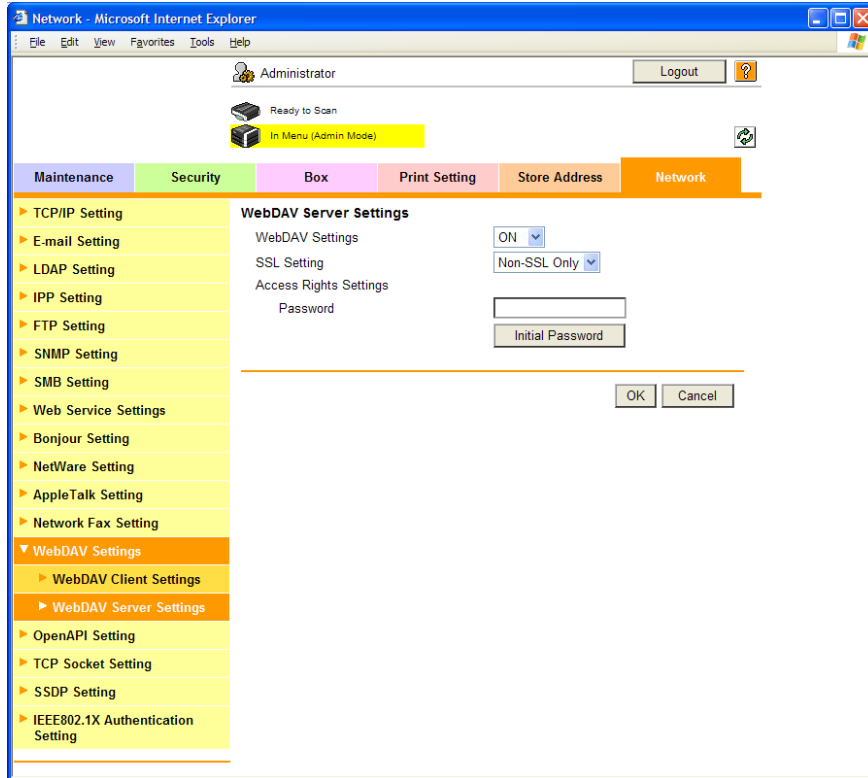 Network - Microsoft Internet Explorer
File Edit View Favorites Tools Help
Administrator
Logout
?
Ready to Scan
In Menu (Admin Mode)
Maintenance Security Box Print Setting Store Address Network
TCP/IP Setting
E-mail Setting
LDAP Setting
IPP Setting
FTP Setting
SNMP Setting
SMB Setting
Web Service Settings
Bonjour Setting
NetWare Setting
AppleTalk Setting
Network Fax Setting
WebDAV Settings
WebDAV Client Settings
WebDAV Server Settings
OpenAPI Setting
TCP Socket Setting
SSDP Setting
IEEE802.1X Authentication
Setting
WebDAV Server Settings
WebDAV Settings ON
SSL Setting Non-SSL Only
Access Rights Settings
Password
Initial Password
OK Cancel